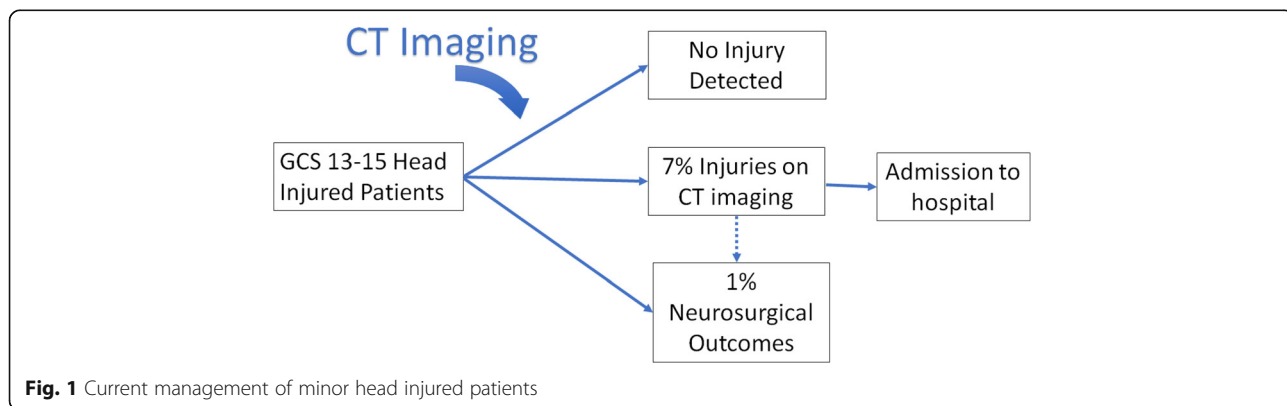 CT Imaging
No Injury
Detected
GCS 13-15 Head
Injured Patients
7% Injuries on
CT imaging
Admission to
hospital
1%
Neurosurgical
Outcomes
Fig. 1 Current management of minor head injured patients